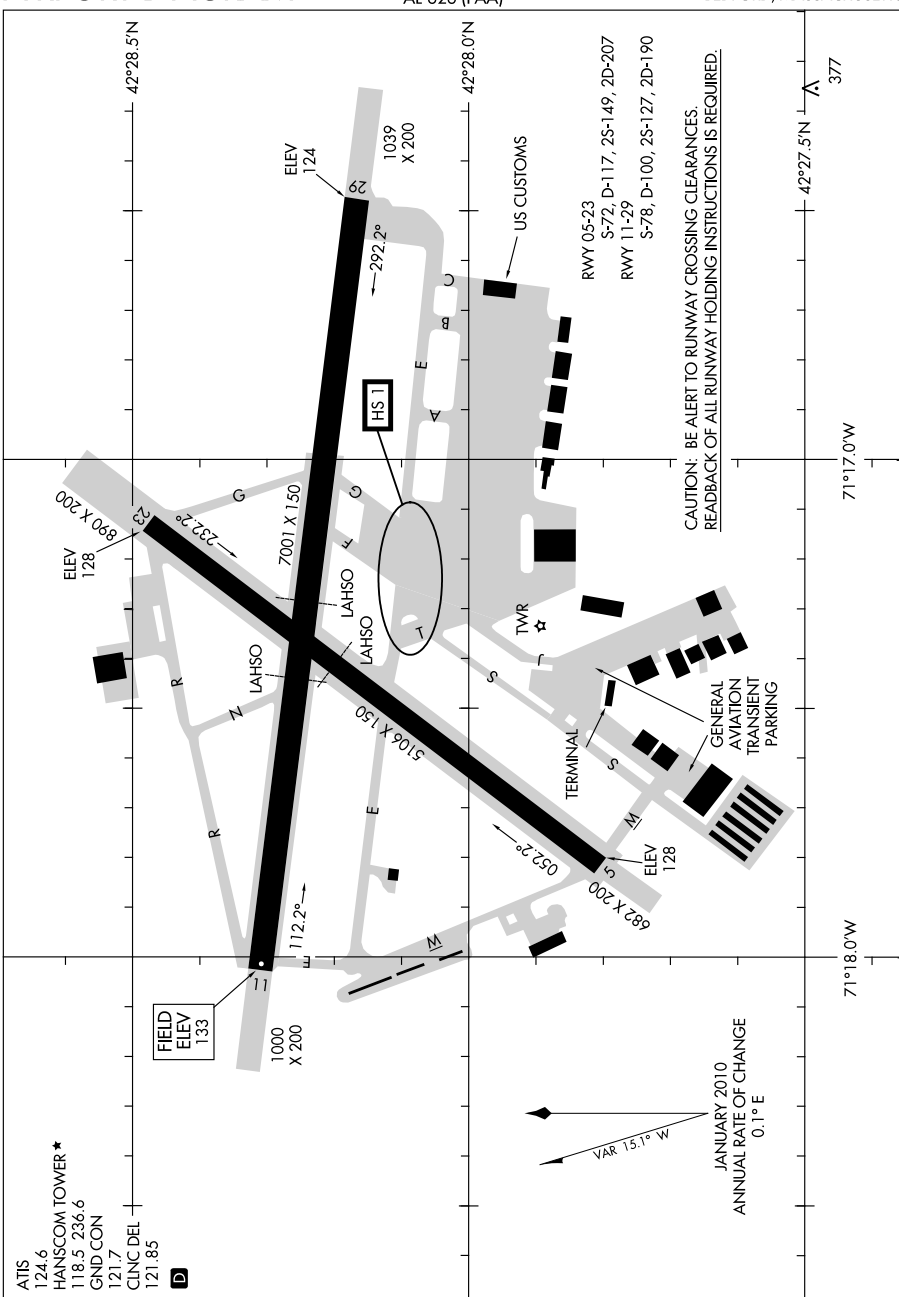 AL-828 (FAA)
ATIS
124.6
HANSCOM TOWER ★
118.5 236.6
GND CON
121.7
CLNC DEL
121.85
D
42°28.5'N
42°28.0'N
42°27.5'N
377
ELEV
124
1039
X 200
29
292.2°
US CUSTOMS
RWY 05-23
S-72, D-117, 2S-149, 2D-207
RWY 11-29
S-78, D-100, 2S-127, 2D-190
CAUTION: BE ALERT TO RUNWAY CROSSING CLEARANCES.
READBACK OF ALL RUNWAY HOLDING INSTRUCTIONS IS REQUIRED.
C
B
E
A
HS 1
890 X 200
23
232.2°
ELEV
128
G
7001 X 150
G
F
LAHSO
LAHSO
LAHSO
R
N
R
T
TWR
J
S
S
5106 X 150
E
TERMINAL
GENERAL
AVIATION
TRANSIENT
PARKING
M
052.2°
5
ELEV
128
682 X 200
W
E
112.2°
11
FIELD
ELEV
133
1000
X 200
71°17.0'W
71°18.0'W
VAR 15.1° W
JANUARY 2010
ANNUAL RATE OF CHANGE
0.1° E